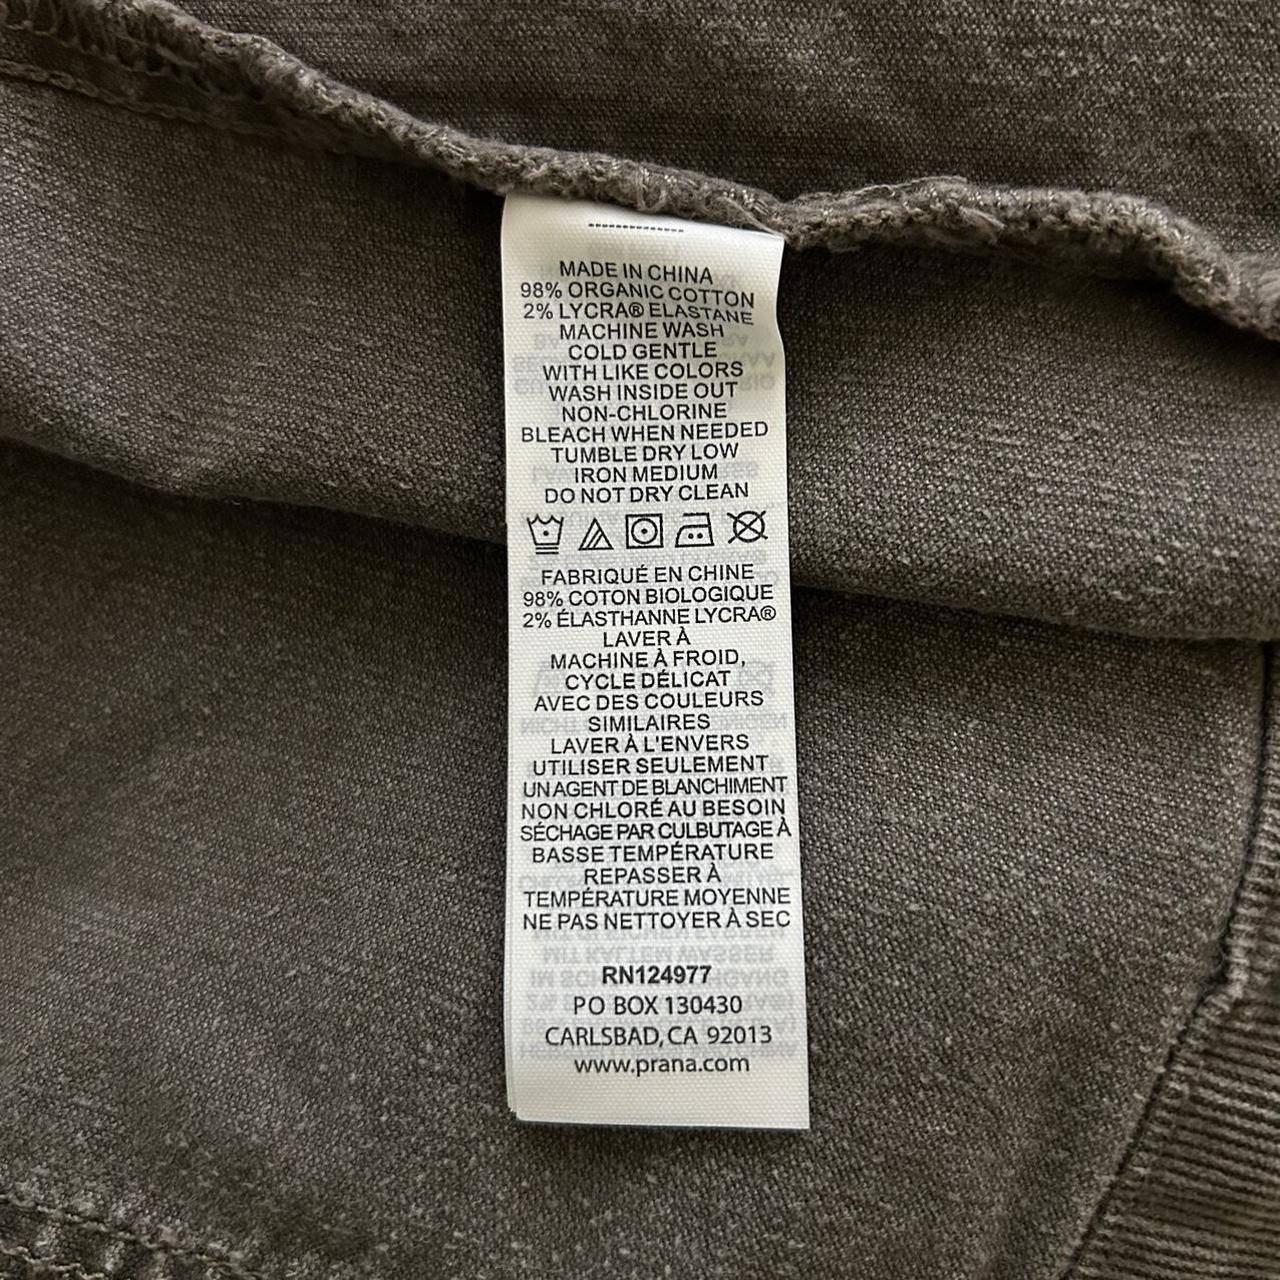 MADE IN CHINA
98% ORGANIC COTTON
2% LYCRA® ELASTANE
MACHINE WASH
COLD GENTLE
WITH LIKE COLORS
WASH INSIDE OUT
NON-CHLORINE
BLEACH WHEN NEEDED
TUMBLE DRY LOW
IRON MEDIUM
DO NOT DRY CLEAN
FABRIQUÉ EN CHINE
98% COTON BIOLOGIQUE
2% ÉLASTHANNE LYCRA®
LAVER À
MACHINE À FROID,
CYCLE DÉLICAT
AVEC DES COULEURS
SIMILAIRES
LAVER À L'ENVERS
UTILISER SEULEMENT
UN AGENT DE BLANCHIMENT
NON CHLORÉ AU BESOIN
SÉCHAGE PAR CULBUTAGE À
BASSE TEMPÉRATURE
REPASSER À
TEMPÉRATURE MOYENNE
NE PAS NETTOYER À SEC
RN124977
PO BOX 130430
CARLSBAD, CA 92013
www.prana.com